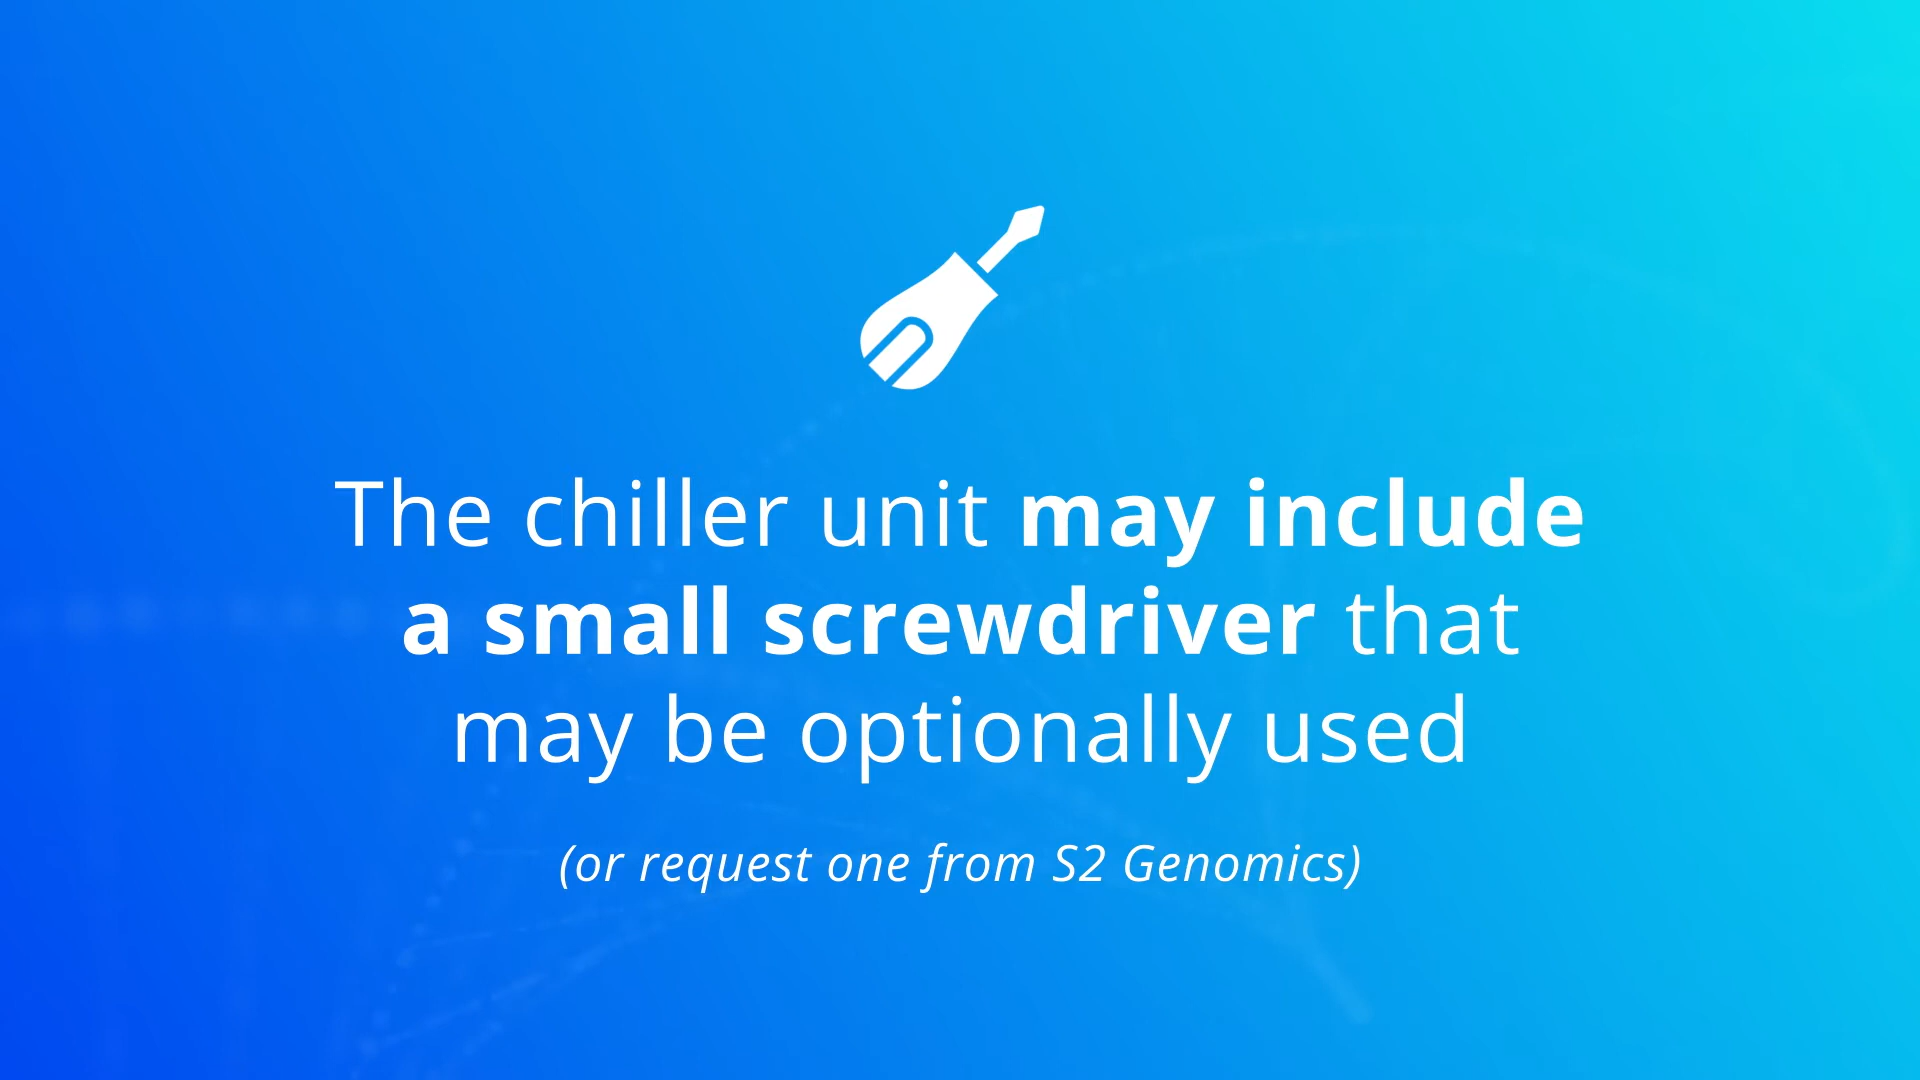 The chiller unit may include
a small screwdriver that
may be optionally used
(or request one from S2 Genomics)